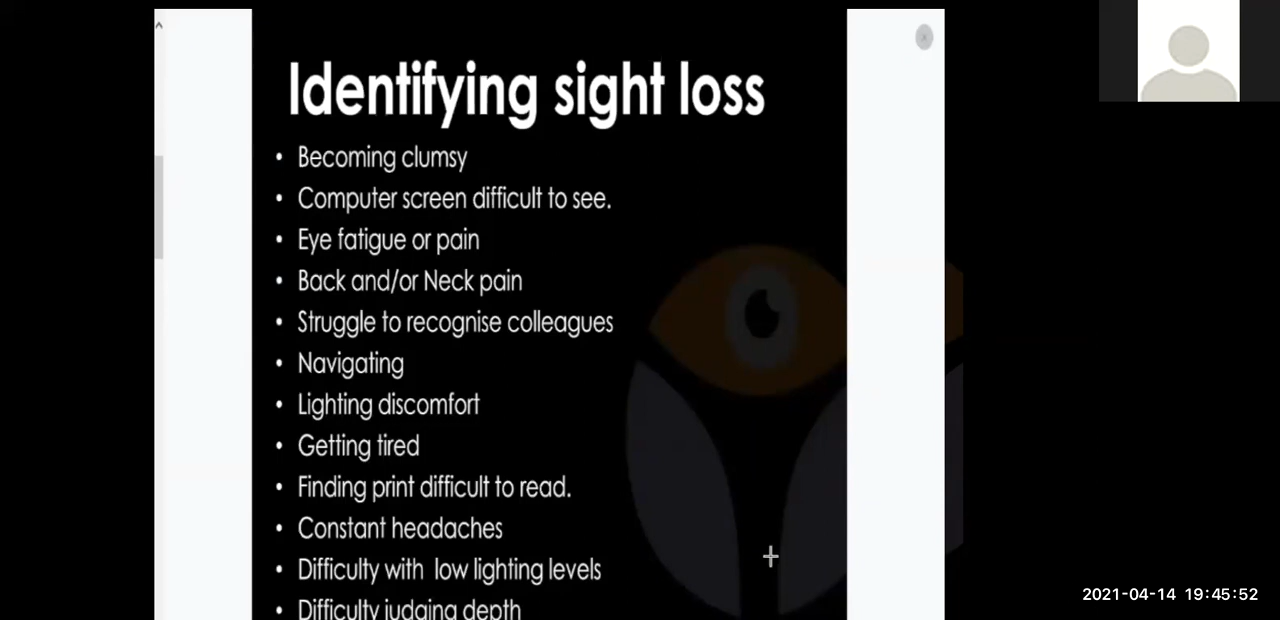 Identifying sight loss
• Becoming clumsy
• Computer screen difficult to see.
• Eye fatigue or pain
• Back and/or Neck pain
• Struggle to recognise colleagues
• Navigating
• Lighting discomfort
• Getting tired
• Finding print difficult to read.
• Constant headaches
• Difficulty with low lighting levels
• Difficulty judging depth
2021-04-14 19:45:52